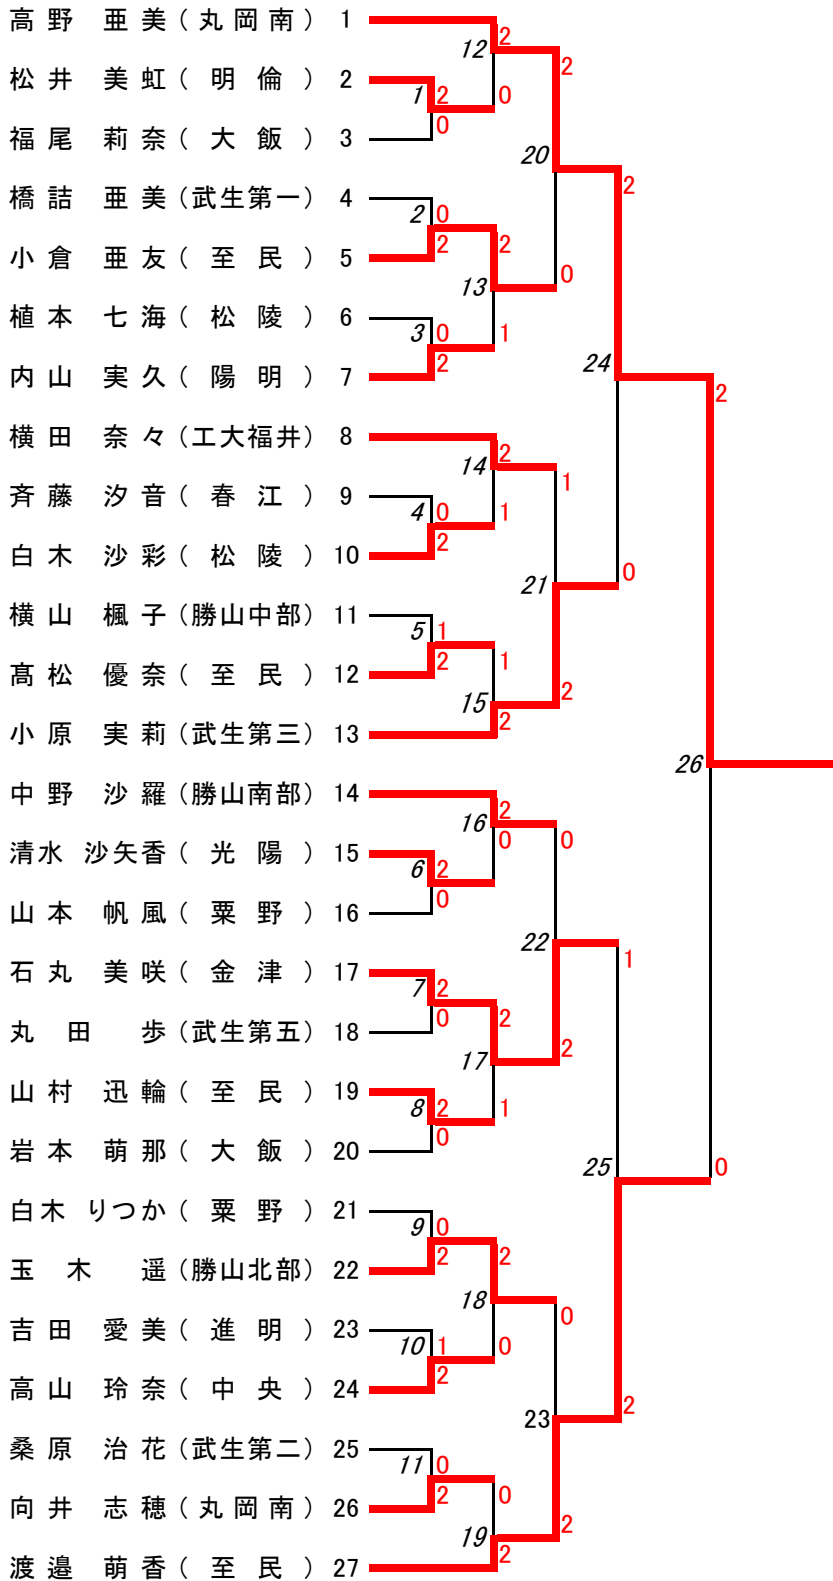 高野 亜美(丸岡南) 1
2
12
2
松井 美虹(明倫) 2
1 2 0
0
福尾 莉奈(大飯) 3
20
2
橋詰 亜美(武生第一) 4
2 0
小倉 亜友(至民) 5
2 2
0
13
植本 七海(松陵) 6
3 0 1
内山 実久(陽明) 7
2
24
2
横田 奈々(工大福井) 8
2
14
1
斉藤 汐音(春江) 9
4 0 1
白木 沙彩(松陵) 10
2
0
21
横山 楓子(勝山中部) 11
5 1
髙松 優奈(至民) 12
2 1
2
15
小原 実莉(武生第三) 13
2
26
中野 沙羅(勝山南部) 14
2
16
0 0
清水 沙矢香(光陽) 15
6 2
0
山本 帆風(粟野) 16
22
1
石丸 美咲(金津) 17
7 2
0 2
丸田 歩(武生第五) 18
2
17
山村 迅輪(至民) 19
8 2 1
0
岩本 萌那(大飯) 20
25
0
白木 りつか(粟野) 21
9 0
玉木 遥(勝山北部) 22
2 2
18
0
吉田 愛美(進明) 23
10 1 0
高山 玲奈(中央) 24
2
2
23
桑原 治花(武生第二) 25
11 0
向井 志穂(丸岡南) 26
2 0
2
19
渡邉 萌香(至民) 27
2